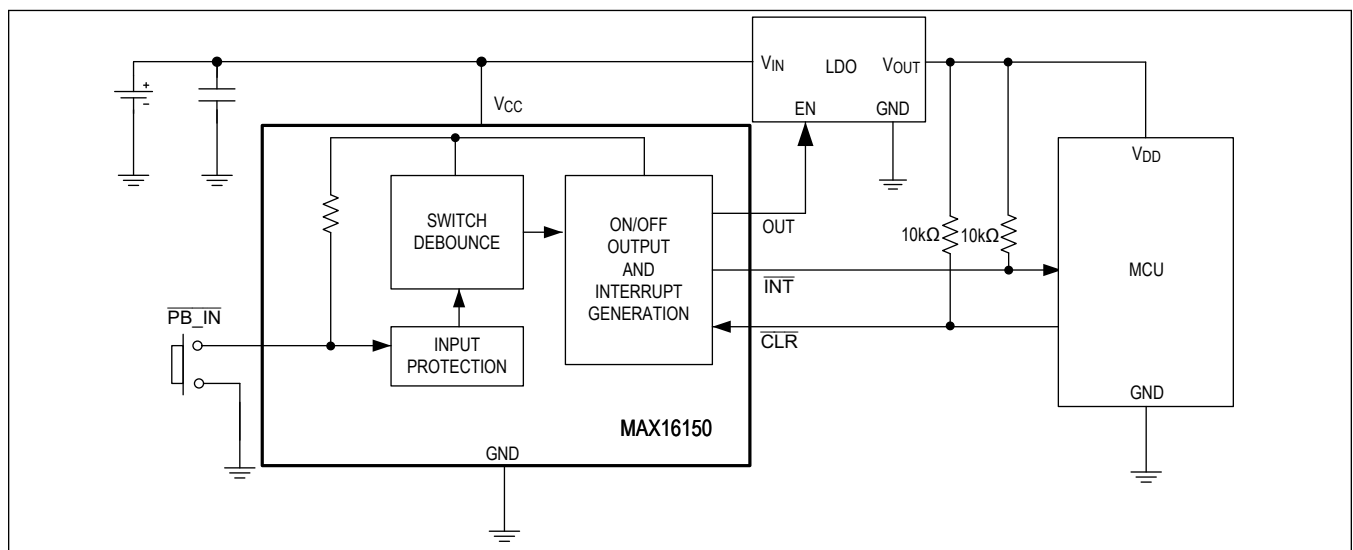 VIN
LDO
VOUT
EN
GND
VCC
VDD
SWITCH
DEBOUNCE
ON/OFF
OUTPUT
AND
INTERRUPT
GENERATION
OUT
INT
CLR
10kΩ
10kΩ
MCU
PB_IN
INPUT
PROTECTION
MAX16150
GND
GND
+
-